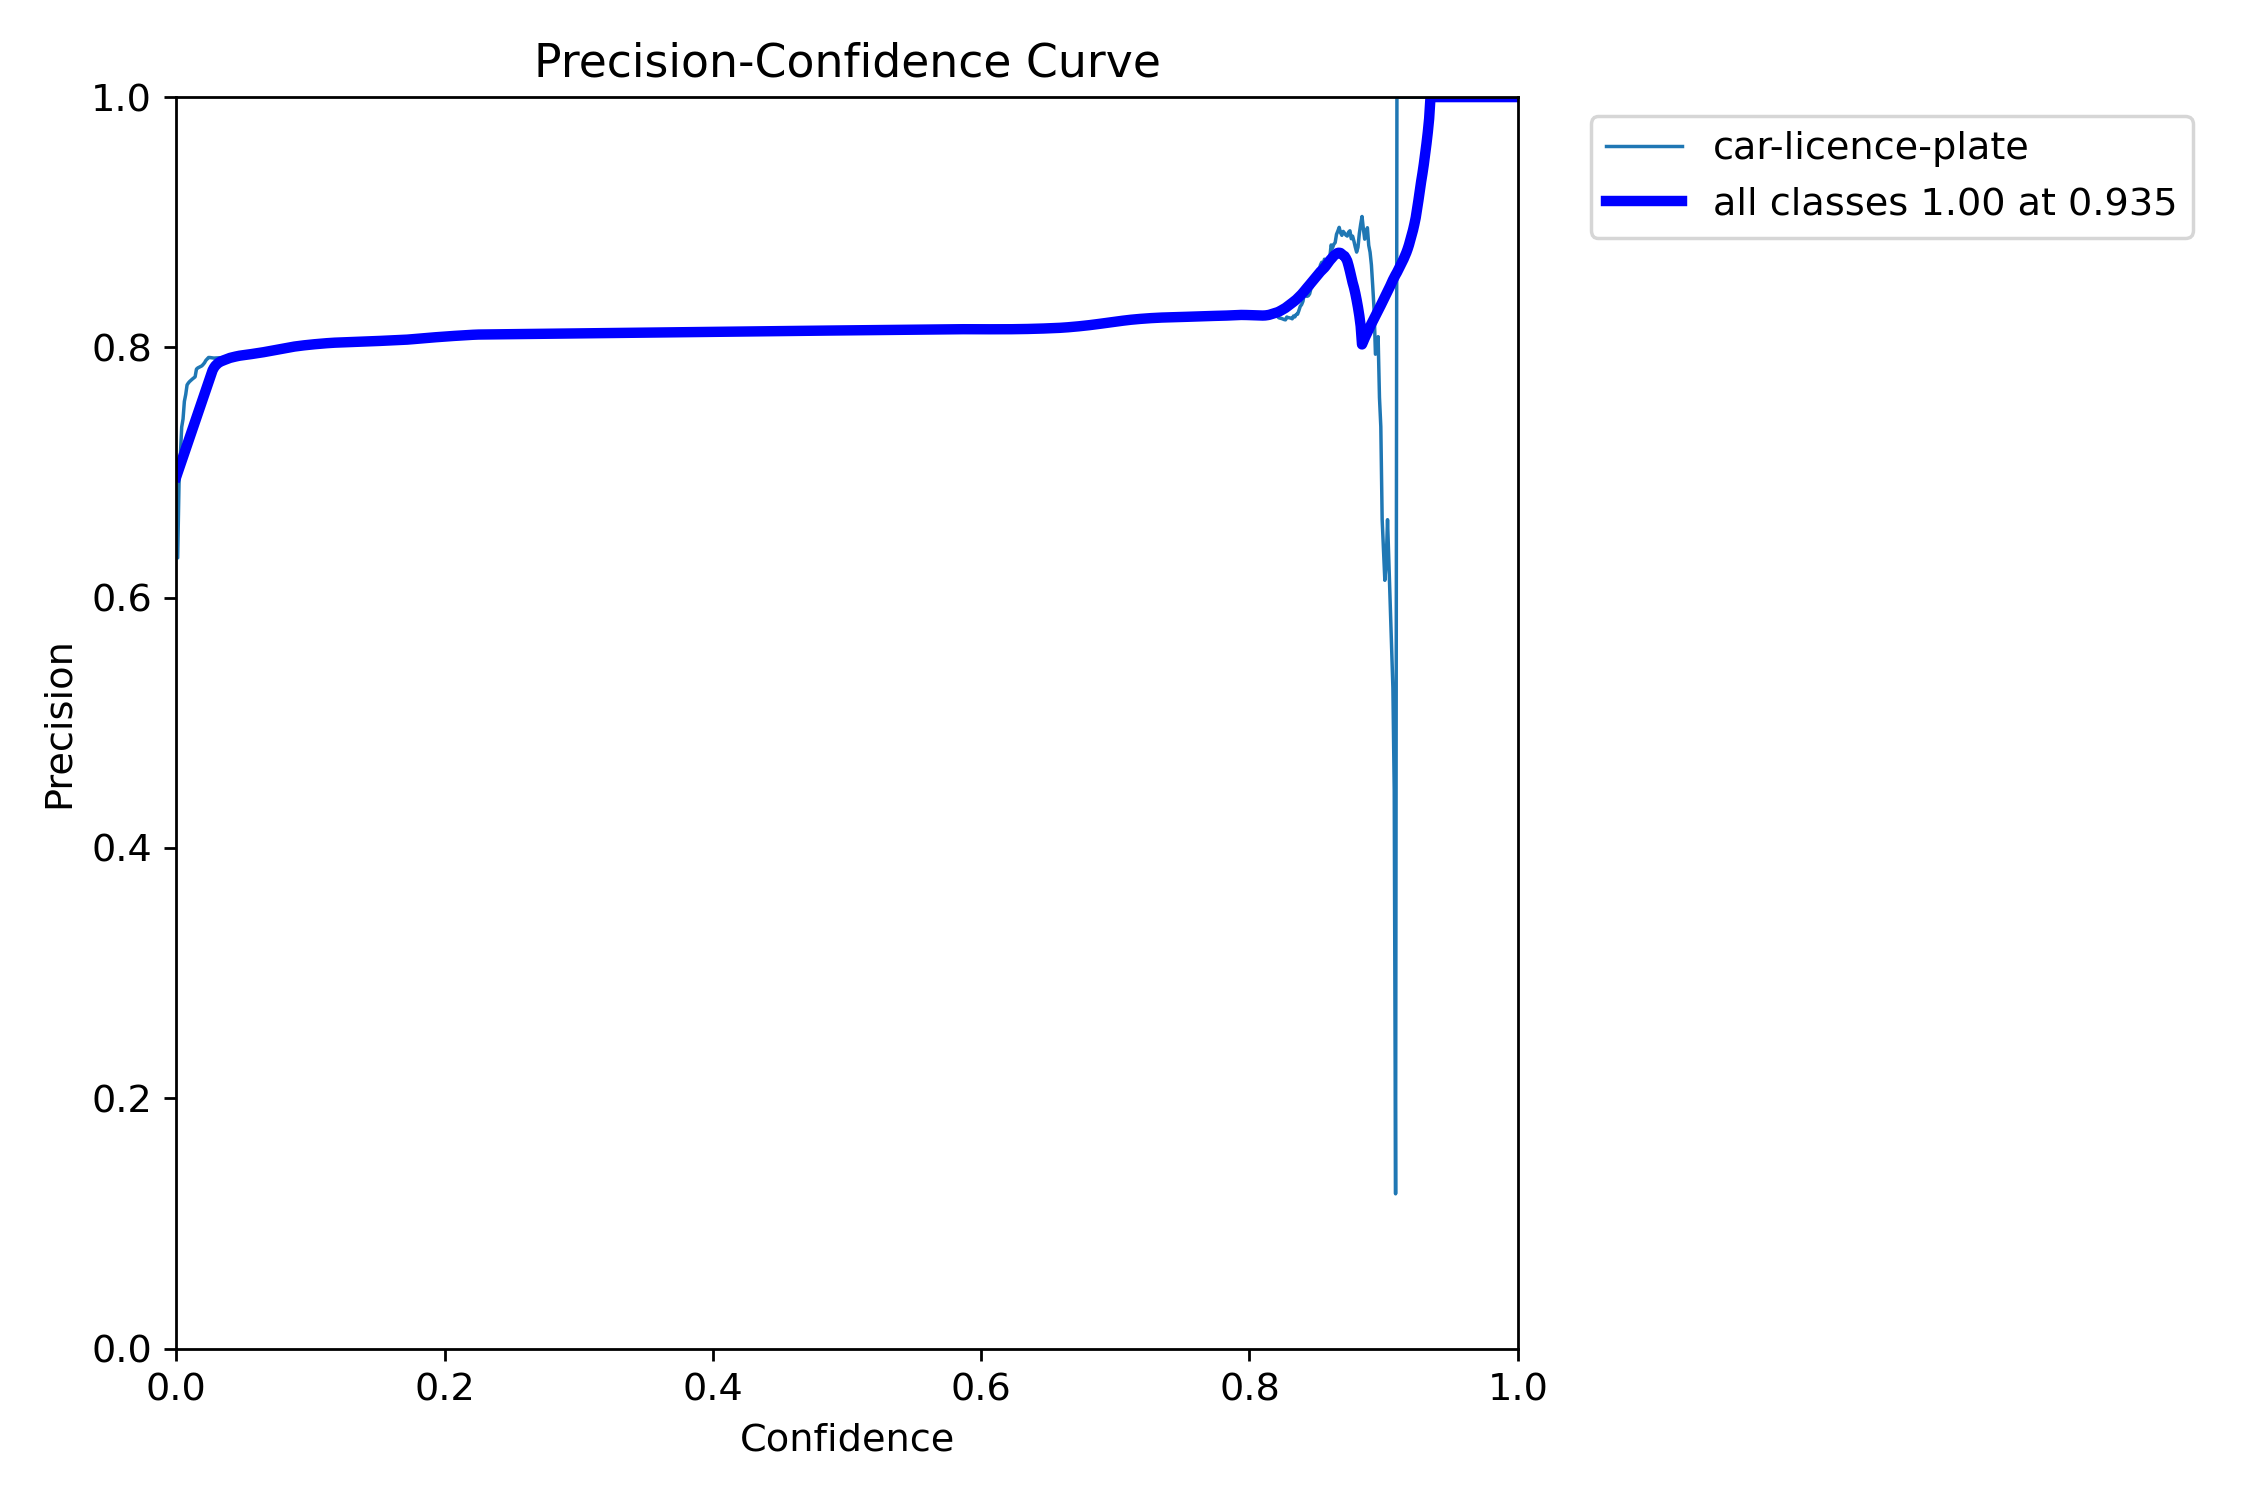 Precision-Confidence Curve
1.0
0.8
0.6
0.4
0.2
0.0
Precision
0.0 0.2 0.4 0.6 0.8 1.0
Confidence
car-licence-plate
all classes 1.00 at 0.935